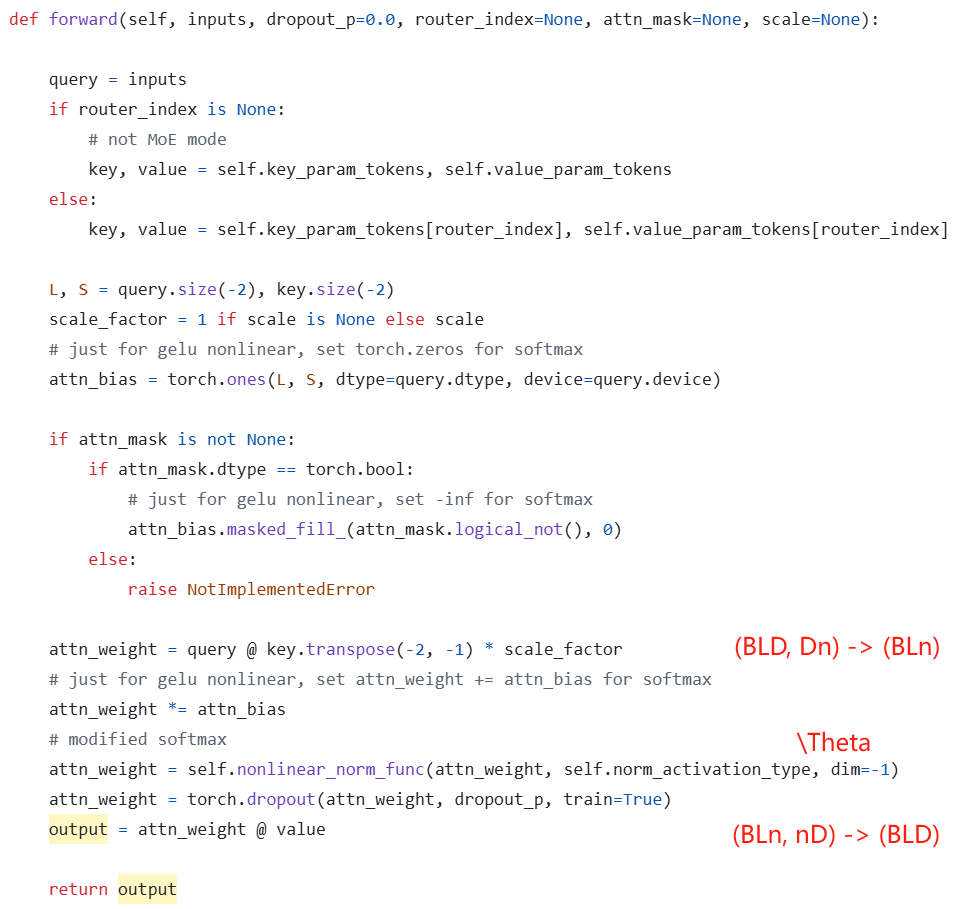 def forward(self, inputs, dropout_p=0.0, router_index=None, attn_mask=None, scale=None):
query = inputs
if router_index is None:
# not MoE mode
key, value = self.key_param_tokens, self.value_param_tokens
else:
key, value = self.key_param_tokens[router_index], self.value_param_tokens[router_index]
L, S = query.size(-2), key.size(-2)
scale_factor = 1 if scale is None else scale
# just for gelu nonlinear, set torch.zeros for softmax
attn_bias = torch.ones(L, S, dtype=query.dtype, device=query.device)
if attn_mask is not None:
if attn_mask.dtype == torch.bool:
# just for gelu nonlinear, set -inf for softmax
attn_bias.masked_fill_(attn_mask.logical_not(), 0)
else:
raise NotImplementedError
attn_weight = query @ key.transpose(-2, -1) * scale_factor (BLD, Dn) -> (BLn)
# just for gelu nonlinear, set attn_weight += attn_bias for softmax
attn_weight *= attn_bias
# modified softmax \Theta
attn_weight = self.nonlinear_norm_func(attn_weight, self.norm_activation_type, dim=-1)
attn_weight = torch.dropout(attn_weight, dropout_p, train=True)
output = attn_weight @ value (BLn, nD) -> (BLD)
return output